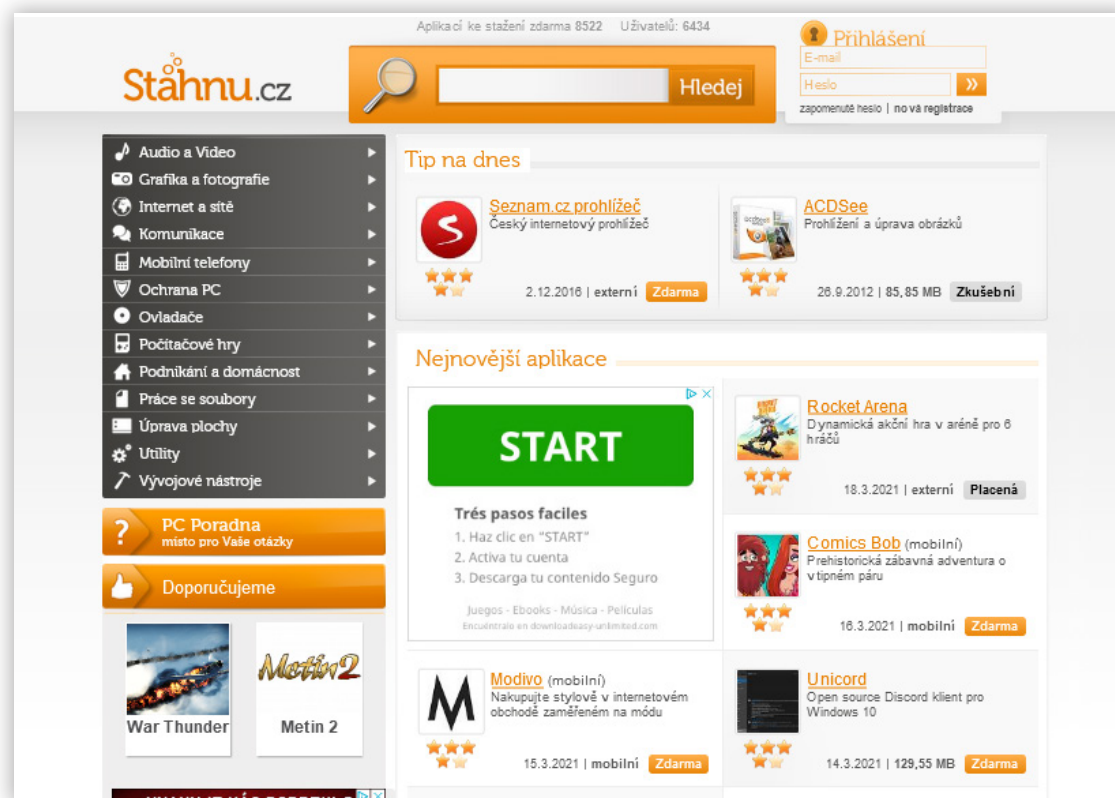 Aplikací ke stažení zdarma 8522 Uživatelů: 6434
Stáhnu.cz
Hledej
Přihlášení
E-mail
Heslo
zapomenuté heslo | nová registrace
Audio a Video
Grafika a fotografie
Internet a sítě
Komunikace
Mobilní telefony
Ochrana PC
Ovladače
Počítačové hry
Podnikání a domácnost
Práce se soubory
Úprava plochy
Utility
Vývojové nástroje
PC Poradna
místo pro Vaše otázky
Doporučujeme
War Thunder
Metin2
Metin 2
Tip na dnes
Seznam.cz prohlížeč
Český internetový prohlížeč
2.12.2016 | externí Zdarma
ACDSee
Prohlížení a úprava obrázků
26.9.2012 | 85,85 MB Zkušební
Nejnovější aplikace
START
Trés pasos faciles
1. Haz clic en "START"
2. Activa tu cuenta
3. Descarga tu contenido Seguro
Juegos - Ebooks - Música - Películas
Encuéntralo en downloadeasy-unlimited.com
Rocket Arena
Dynamická akční hra v aréně pro 6
hráčů
18.3.2021 | externí Placená
Comics Bob (mobilní)
Prehistorická zábavná adventura o
vtipném páru
16.3.2021 | mobilní Zdarma
Modivo (mobilní)
Nakupujte stylově v internetovém
obchodě zaměřeném na módu
15.3.2021 | mobilní Zdarma
Unicord
Open source Discord klient pro
Windows 10
14.3.2021 | 129,55 MB Zdarma